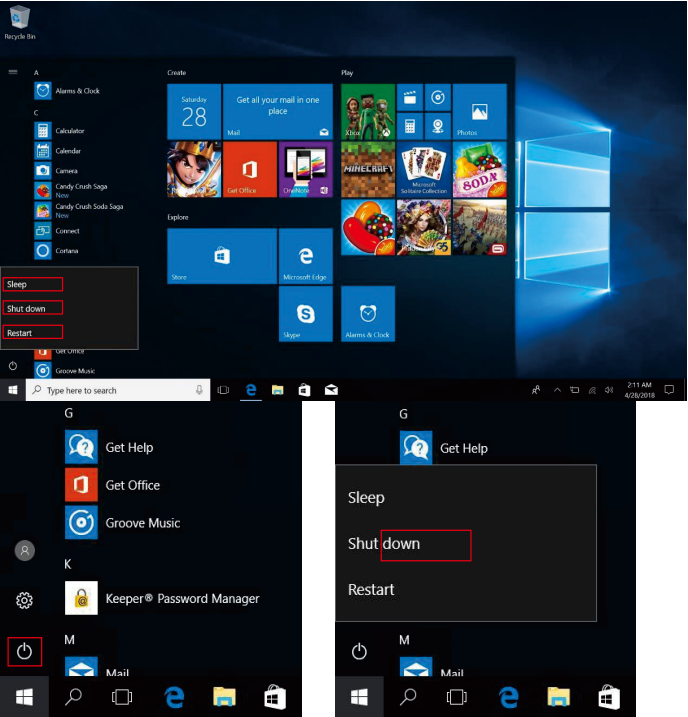 Recycle Bin
A
Alarms & Clock
C
Calculator
Calendar
Camera
Candy Crush Saga
New
Candy Crush Soda Saga
New
Connect
Cortana
Sleep
Shut down
Restart
Get Office
Groove Music
Create
Saturday
28
Get all your mail in one
place
Mail
Get Office
OneNote
Explore
Store
Microsoft Edge
Skype
Play
Xbox
Photos
MINECRAFT
Microsoft
Solitaire Collection
SODA
Alarms & Clock
Type here to search
2:11 AM
4/28/2018
G
Get Help
Get Office
Groove Music
K
Keeper® Password Manager
M
Mail
G
Get Help
Sleep
Shut down
Restart
M
Mail